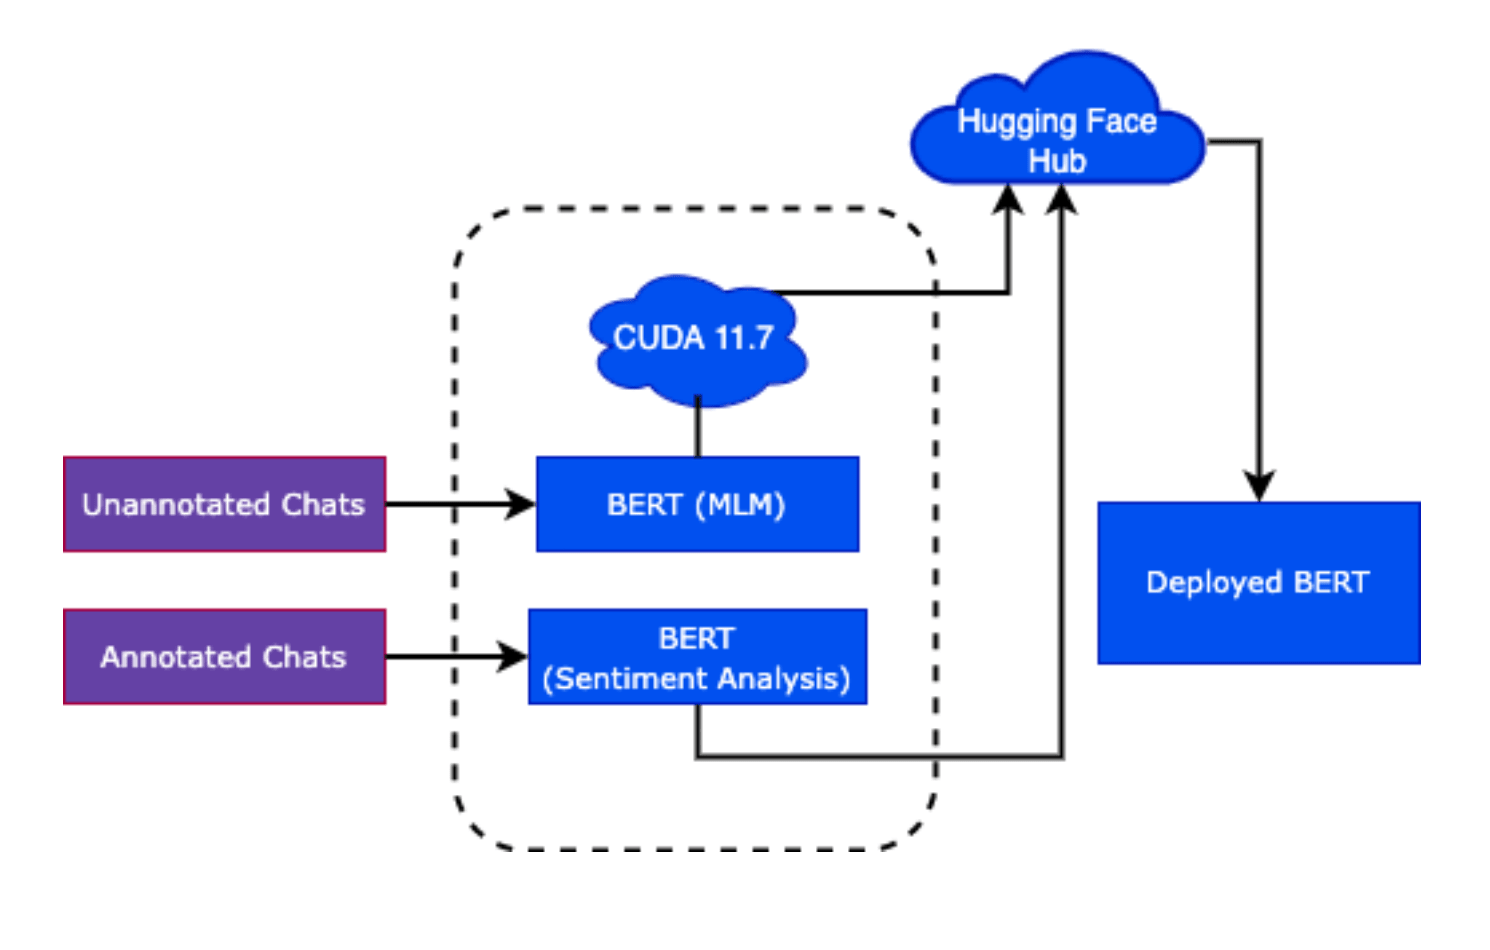 Hugging Face
Hub
CUDA 11.7
Unannotated Chats
BERT (MLM)
Deployed BERT
Annotated Chats
BERT
(Sentiment Analysis)